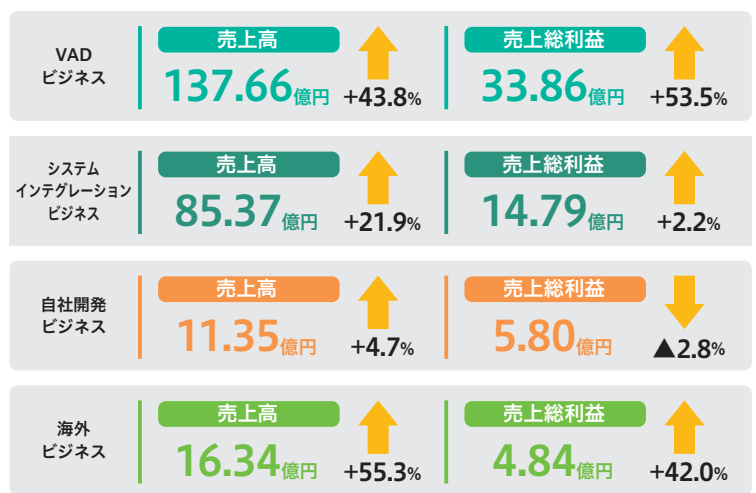 VAD
ビジネス
売上高
137.66億円
+43.8%
売上総利益
33.86億円
+53.5%
システム
インテグレーション
ビジネス
売上高
85.37億円
+21.9%
売上総利益
14.79億円
+2.2%
自社開発
ビジネス
売上高
11.35億円
+4.7%
売上総利益
5.80億円
▲2.8%
海外
ビジネス
売上高
16.34億円
+55.3%
売上総利益
4.84億円
+42.0%